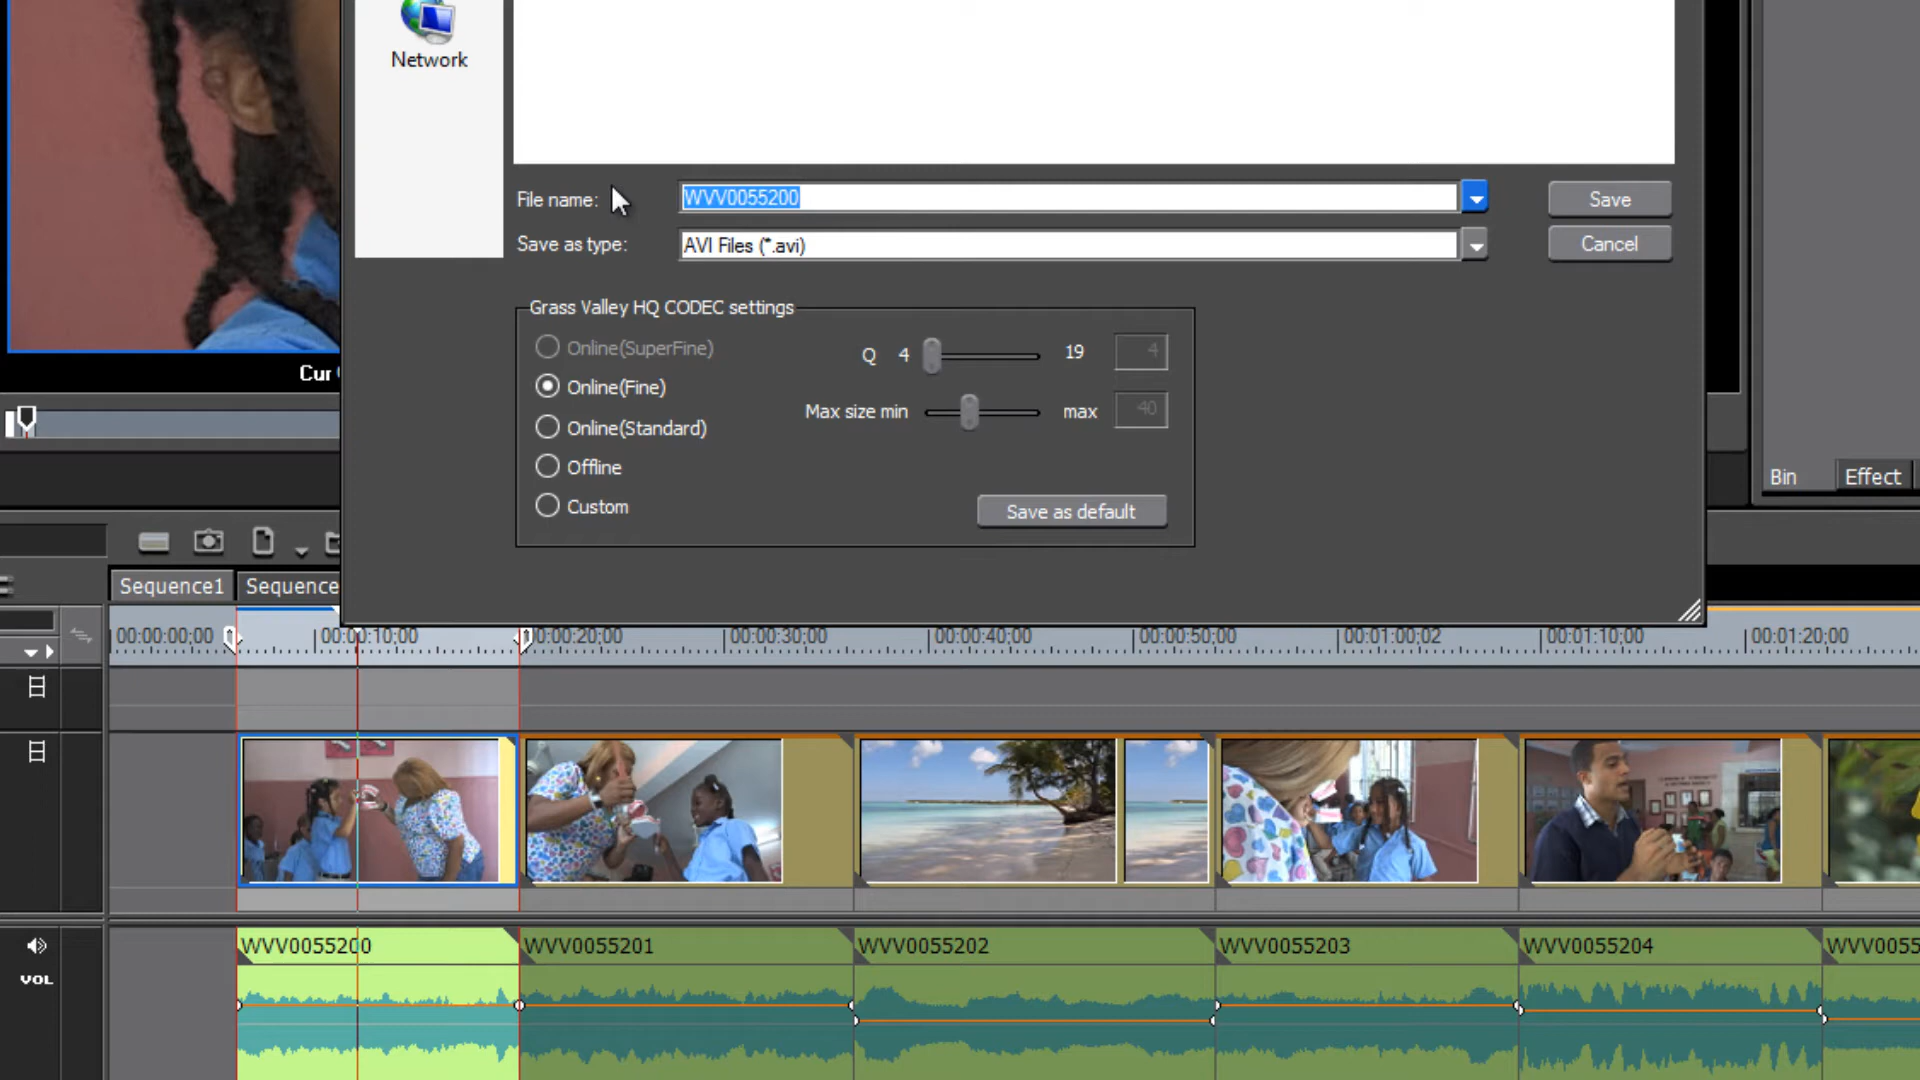 Network
File name:
WVV0055200
Save
Save as type:
AVI Files (*.avi)
Cancel
Grass Valley HQ CODEC settings
Online(SuperFine)
Q 4 19 4
Online(Fine)
Max size min max 40
Online(Standard)
Offline
Custom
Save as default
Cur
Bin
Effect
Sequence1
Sequence
00:00:00;00
00:00:10;00
00:00:20;00
00:00:30;00
00:00:40;00
00:00:50;00
00:01:00;02
00:01:10;00
00:01:20;00
WVV0055200
WVV0055201
WVV0055202
WVV0055203
WVV0055204
WVV0055
VOL